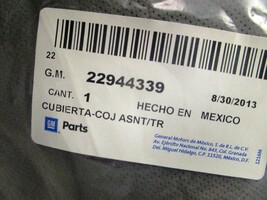 22
G.M. 22944339 8/30/2013
CANT. 1 HECHO EN MEXICO
CUBIERTA-COJ ASNT/TR
GM Parts
General Motors de México, S. de R.L. de C.V.
Av. Ejército Nacional No. 843, Col. Granada
Del. Miguel Hidalgo, C.P. 11520, México, D.F.